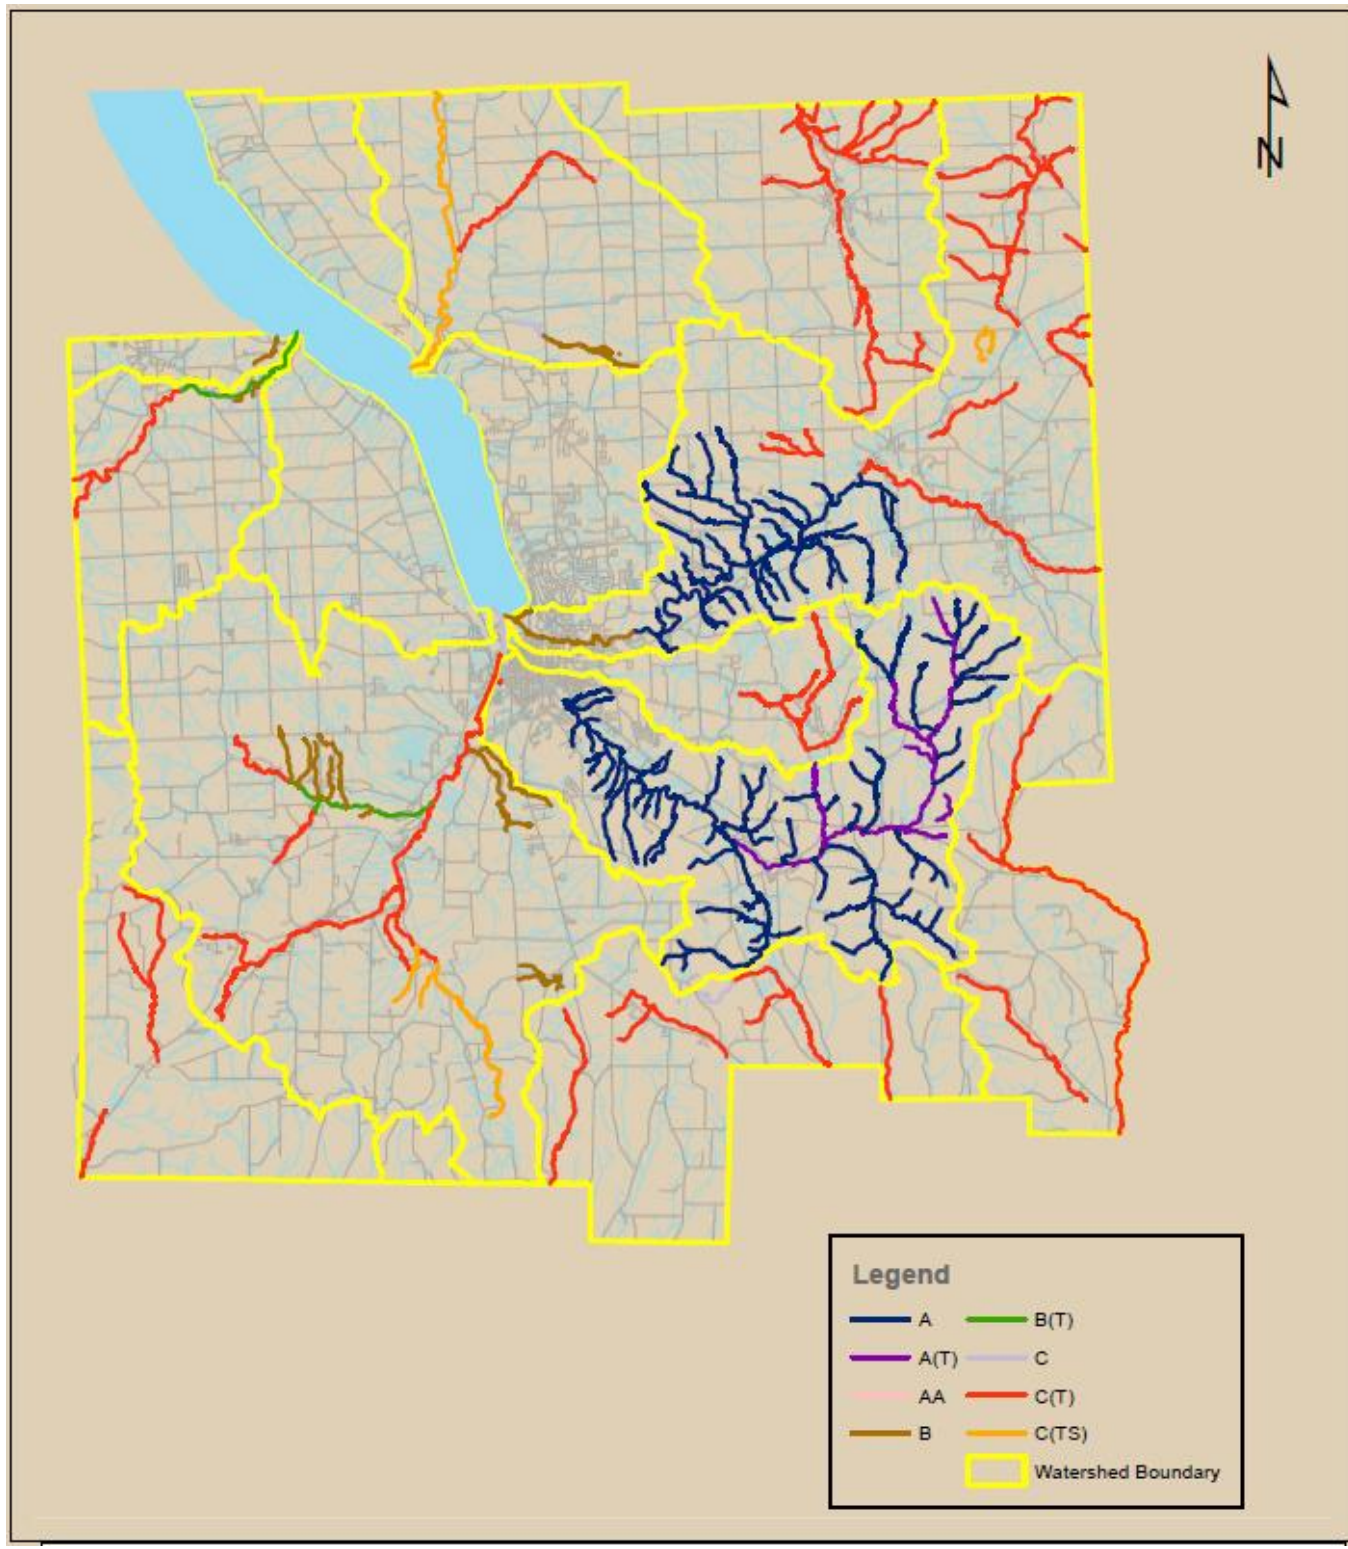 N
Legend
A B(T)
A(T) C
AA C(T)
B C(TS)
Watershed Boundary